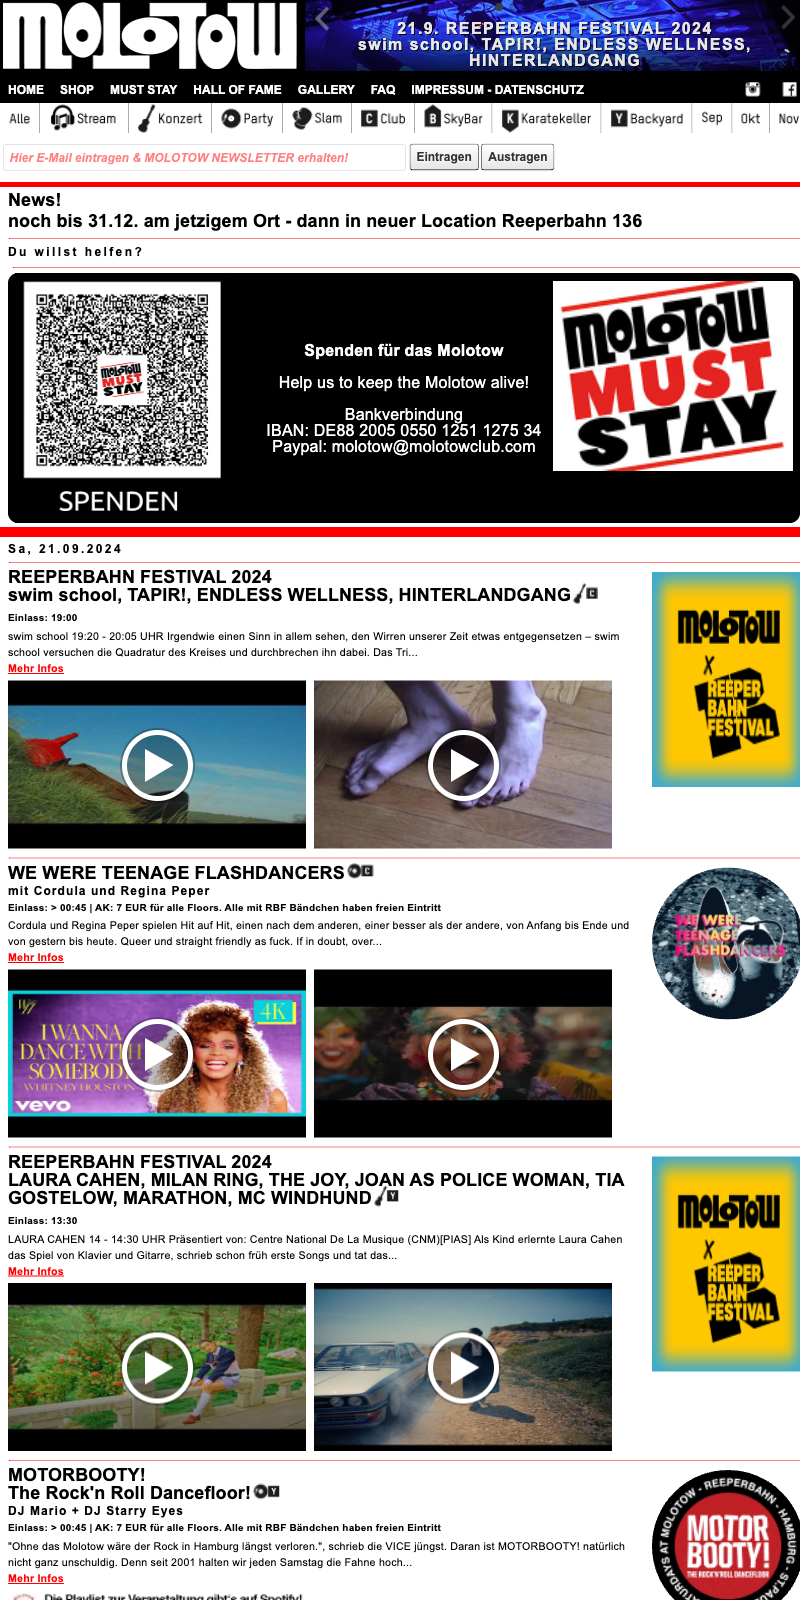 MOLOTOW
21.9. REEPERBAHN FESTIVAL 2024
swim school, TAPIR!, ENDLESS WELLNESS,
HINTERLANDGANG
HOME SHOP MUST STAY HALL OF FAME GALLERY FAQ IMPRESSUM - DATENSCHUTZ
Alle Stream Konzert Party Slam C Club B SkyBar K Karatekeller Y Backyard Sep Okt Nov
Hier E-Mail eintragen & MOLOTOW NEWSLETTER erhalten! Eintragen Austragen
News!
noch bis 31.12. am jetzigem Ort - dann in neuer Location Reeperbahn 136
Du willst helfen?
MOLOTOW
MUST
STAY
SPENDEN
Spenden für das Molotow
Help us to keep the Molotow alive!
Bankverbindung
IBAN: DE88 2005 0550 1251 1275 34
Paypal: molotow@molotowclub.com
MOLOTOW
MUST
STAY
Sa, 21.09.2024
REEPERBAHN FESTIVAL 2024
swim school, TAPIR!, ENDLESS WELLNESS, HINTERLANDGANG C
Einlass: 19:00
swim school 19:20 - 20:05 UHR Irgendwie einen Sinn in allem sehen, den Wirren unserer Zeit etwas entgegensetzen – swim
school versuchen die Quadratur des Kreises und durchbrechen ihn dabei. Das Tri...
Mehr Infos
MOLOTOW
X
REEPER
BAHN
FESTIVAL
WE WERE TEENAGE FLASHDANCERS C
mit Cordula und Regina Peper
Einlass: > 00:45 | AK: 7 EUR für alle Floors. Alle mit RBF Bändchen haben freien Eintritt
Cordula und Regina Peper spielen Hit auf Hit, einen nach dem anderen, einer besser als der andere, von Anfang bis Ende und
von gestern bis heute. Queer und straight friendly as fuck. If in doubt, over...
Mehr Infos
WE WERE
TEENAGE
FLASHDANCERS
4K
I WANNA
DANCE WITH
SOMEBODY
WHITNEY HOUSTON
vevo
REEPERBAHN FESTIVAL 2024
LAURA CAHEN, MILAN RING, THE JOY, JOAN AS POLICE WOMAN, TIA
GOSTELOW, MARATHON, MC WINDHUND Y
Einlass: 13:30
LAURA CAHEN 14 - 14:30 UHR Präsentiert von: Centre National De La Musique (CNM)[PIAS] Als Kind erlernte Laura Cahen
das Spiel von Klavier und Gitarre, schrieb schon früh erste Songs und tat das...
Mehr Infos
MOLOTOW
X
REEPER
BAHN
FESTIVAL
MOTORBOOTY!
The Rock'n Roll Dancefloor! Y
DJ Mario + DJ Starry Eyes
Einlass: > 00:45 | AK: 7 EUR für alle Floors. Alle mit RBF Bändchen haben freien Eintritt
"Ohne das Molotow wäre der Rock in Hamburg längst verloren.", schrieb die VICE jüngst. Daran ist MOTORBOOTY! natürlich
nicht ganz unschuldig. Denn seit 2001 halten wir jeden Samstag die Fahne hoch...
Mehr Infos
Die Playlist zur Veranstaltung gibt's auf Spotify!
MOTOR
BOOTY!
THE ROCK'N'ROLL DANCEFLOOR
SATURDAYS AT MOLOTOW - REEPERBAHN - HAMBURG - ST.PAUL